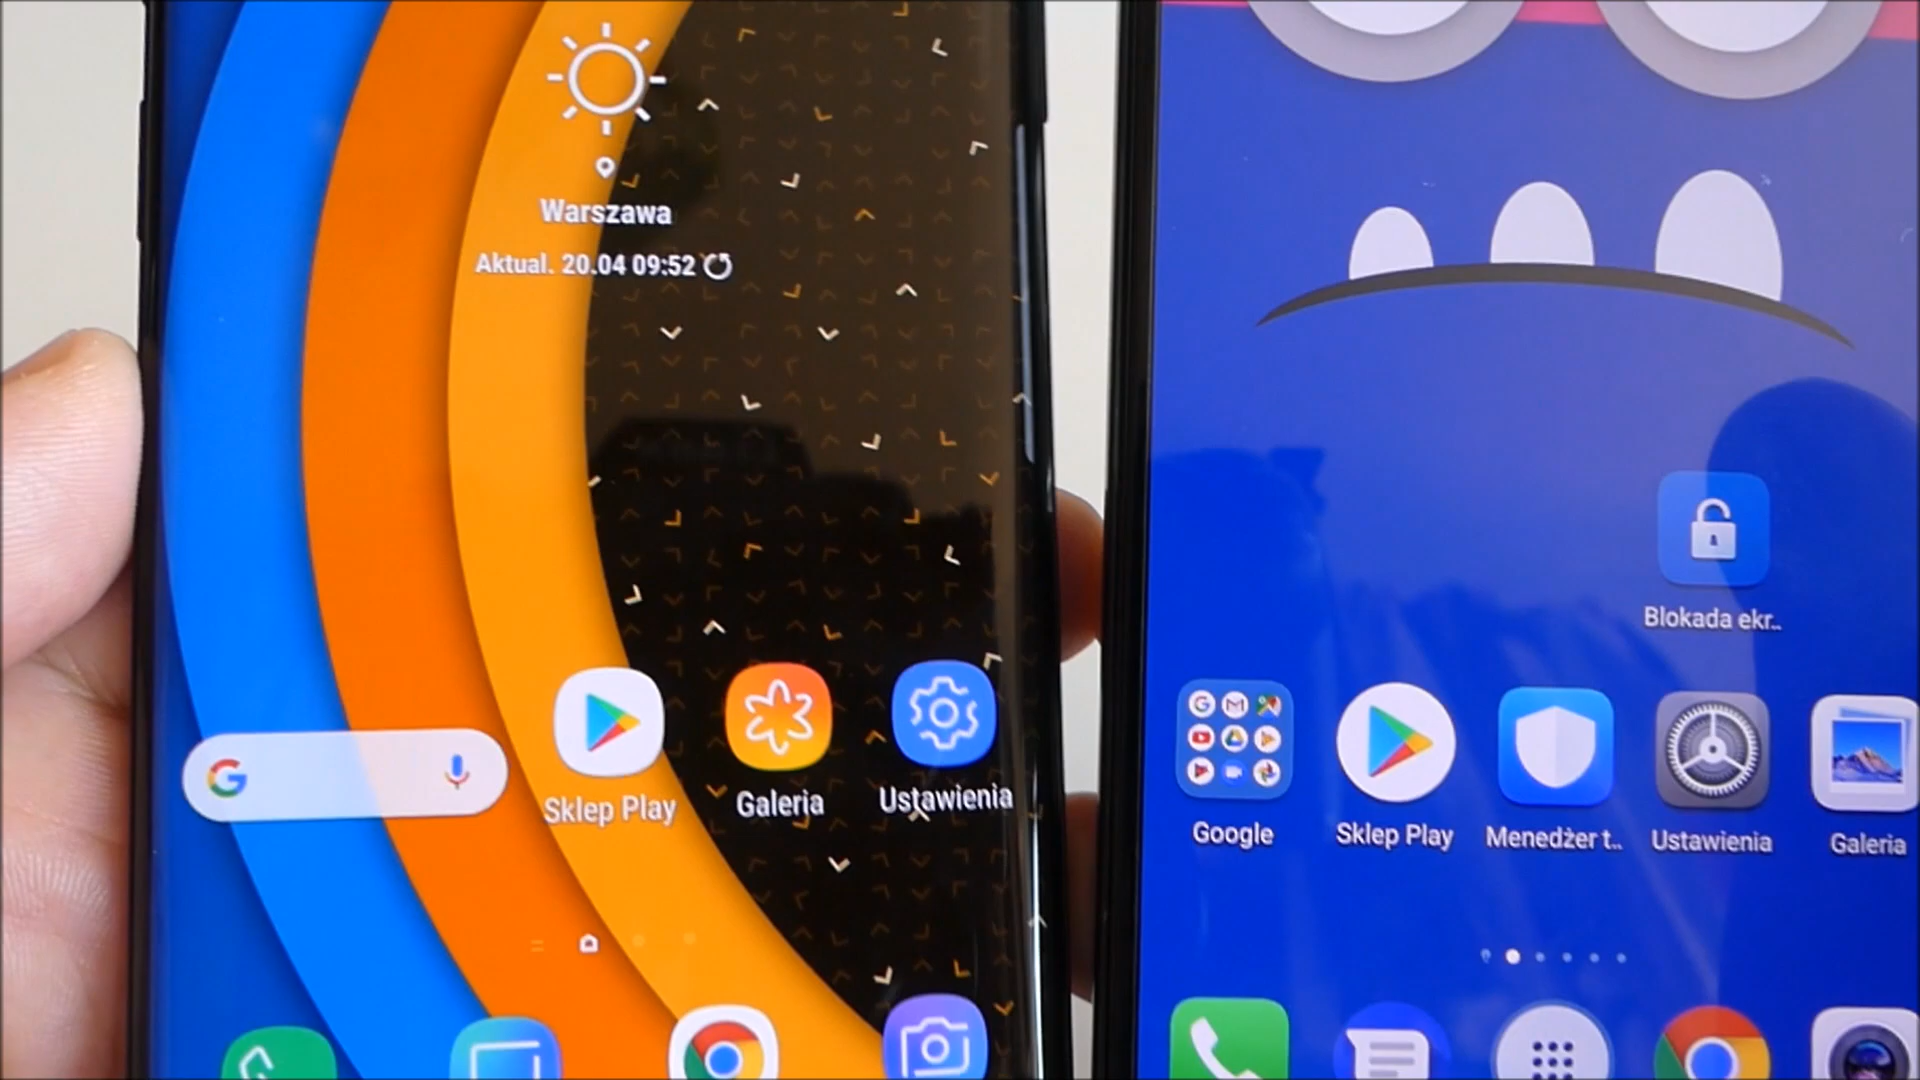 Warszawa
Aktual. 20.04 09:52
Sklep Play
Galeria
Ustawienia
Blokada ekr..
Google
Sklep Play
Menedżer t..
Ustawienia
Galeria